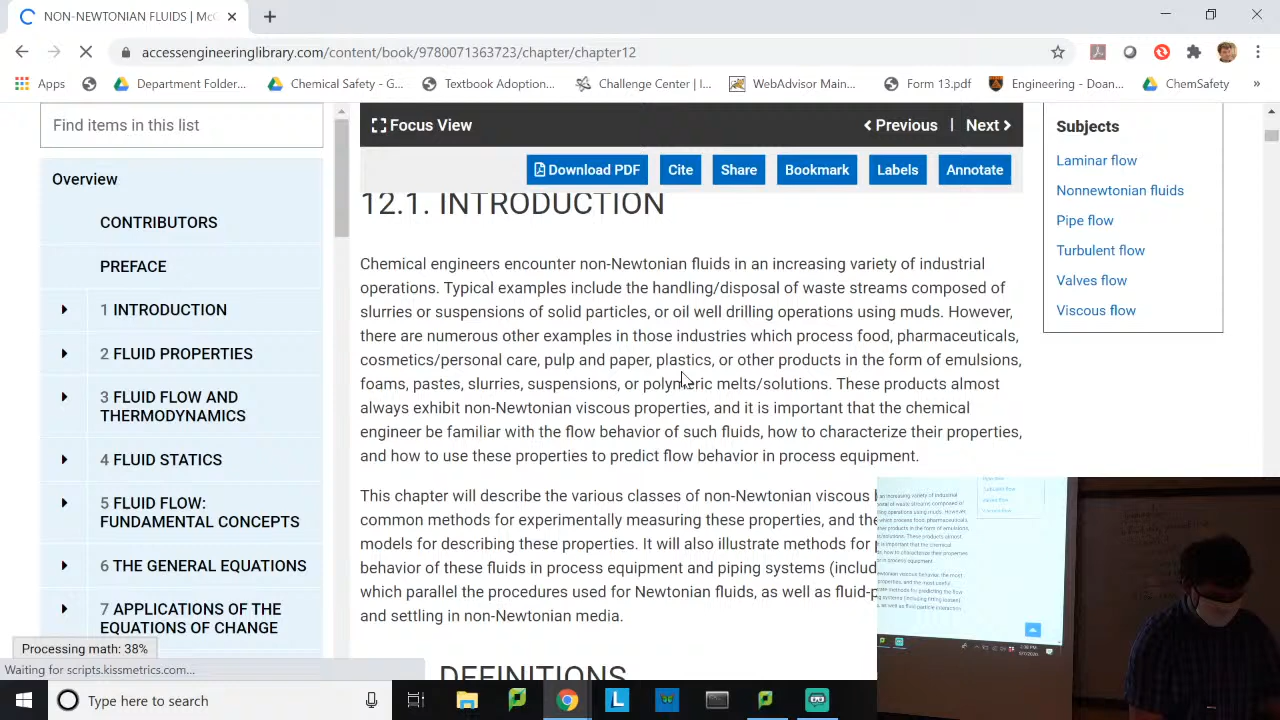 NON-NEWTONIAN FLUIDS | McG
accessengineeringlibrary.com/content/book/9780071363723/chapter/chapter12
Apps
Department Folder...
Chemical Safety - G...
Textbook Adoption...
Challenge Center | I...
WebAdvisor Main...
Form 13.pdf
Engineering - Doan...
ChemSafety
»
Find items in this list
Overview
CONTRIBUTORS
PREFACE
1 INTRODUCTION
2 FLUID PROPERTIES
3 FLUID FLOW AND
THERMODYNAMICS
4 FLUID STATICS
5 FLUID FLOW:
FUNDAMENTAL CONCEPTS
6 THE GENERAL EQUATIONS
7 APPLICATIONS OF THE
EQUATIONS OF CHANGE
Focus View
Previous | Next
Download PDF
Cite
Share
Bookmark
Labels
Annotate
12.1. INTRODUCTION
Chemical engineers encounter non-Newtonian fluids in an increasing variety of industrial
operations. Typical examples include the handling/disposal of waste streams composed of
slurries or suspensions of solid particles, or oil well drilling operations using muds. However,
there are numerous other examples in those industries which process food, pharmaceuticals,
cosmetics/personal care, pulp and paper, plastics, or other products in the form of emulsions,
foams, pastes, slurries, suspensions, or polymeric melts/solutions. These products almost
always exhibit non-Newtonian viscous properties, and it is important that the chemical
engineer be familiar with the flow behavior of such fluids, how to characterize their properties,
and how to use these properties to predict flow behavior in process equipment.
This chapter will describe the various classes of non-Newtonian viscous
common methods for experimentally measuring these properties, and the
models for describing these properties. It will also illustrate methods for
behavior of these fluids in process equipment and piping systems (includ
which parallel the procedures used for Newtonian fluids, as well as fluid-p
and settling in non-Newtonian media.
DEFINITIONS
Subjects
Laminar flow
Nonnewtonian fluids
Pipe flow
Turbulent flow
Valves flow
Viscous flow
Processing math: 38%
Waiting for scripts.kissmetrics.com...
Type here to search